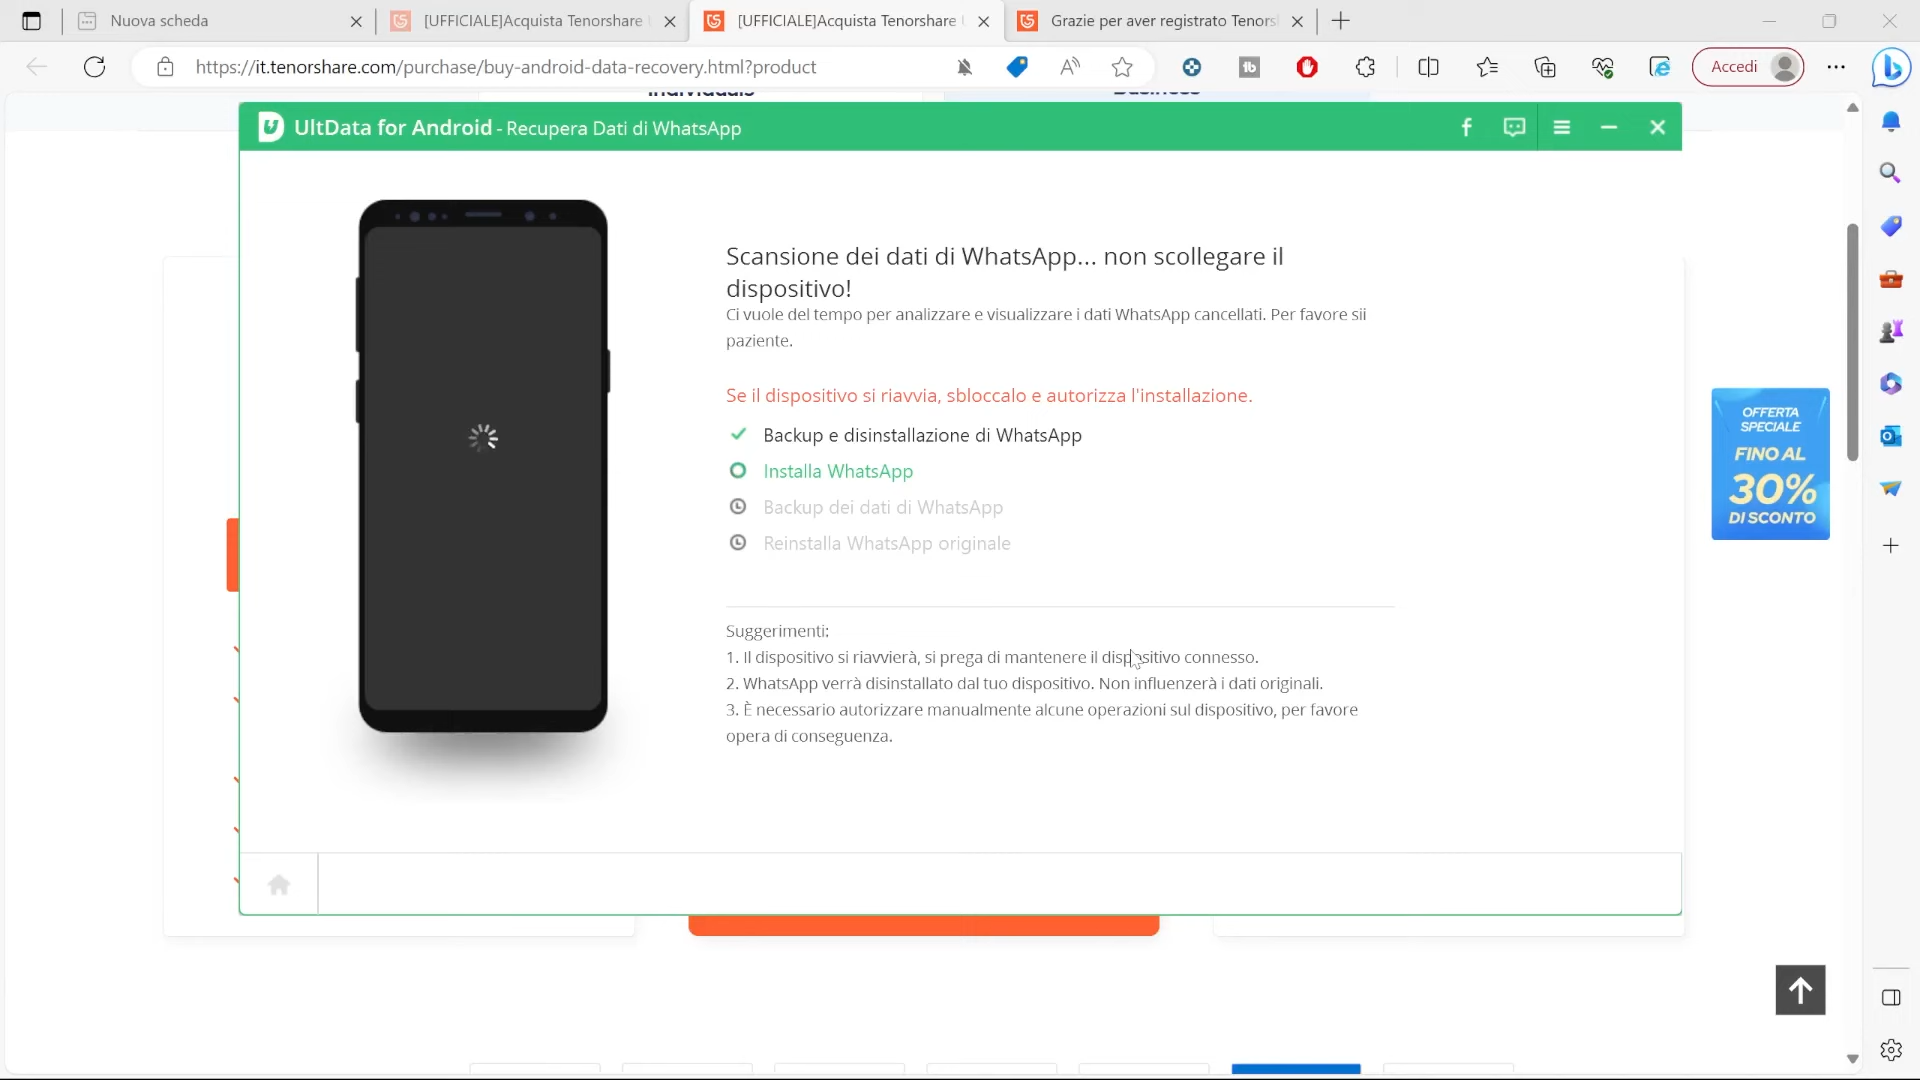 Nuova scheda
[UFFICIALE]Acquista Tenorshare
[UFFICIALE]Acquista Tenorshare
Grazie per aver registrato Tenors
https://it.tenorshare.com/purchase/buy-android-data-recovery.html?product
Accedi
Individuals
Business
UltData for Android - Recupera Dati di WhatsApp
Scansione dei dati di WhatsApp... non scollegare il
dispositivo!
Ci vuole del tempo per analizzare e visualizzare i dati WhatsApp cancellati. Per favore sii
paziente.
Se il dispositivo si riavvia, sbloccalo e autorizza l'installazione.
Backup e disinstallazione di WhatsApp
Installa WhatsApp
Backup dei dati di WhatsApp
Reinstalla WhatsApp originale
Suggerimenti:
1. Il dispositivo si riavvierà, si prega di mantenere il dispositivo connesso.
2. WhatsApp verrà disinstallato dal tuo dispositivo. Non influenzerà i dati originali.
3. È necessario autorizzare manualmente alcune operazioni sul dispositivo, per favore
opera di conseguenza.
OFFERTA
SPECIALE
FINO AL
30%
DI SCONTO